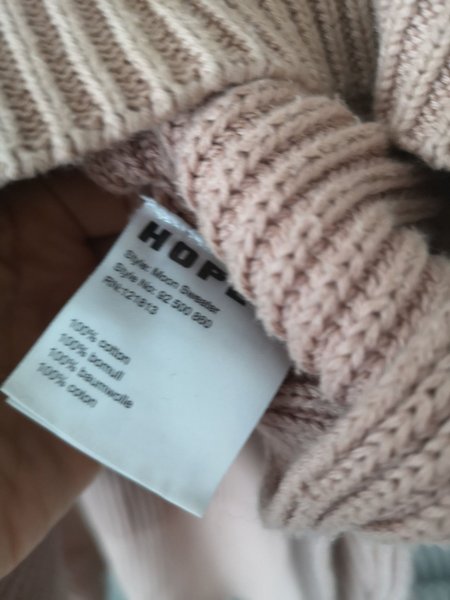 HOPE
Style: Moon Sweater
Style No: 92 500 880
RN:121813
100% cotton
100% bomull
100% baumwolle
100% coton